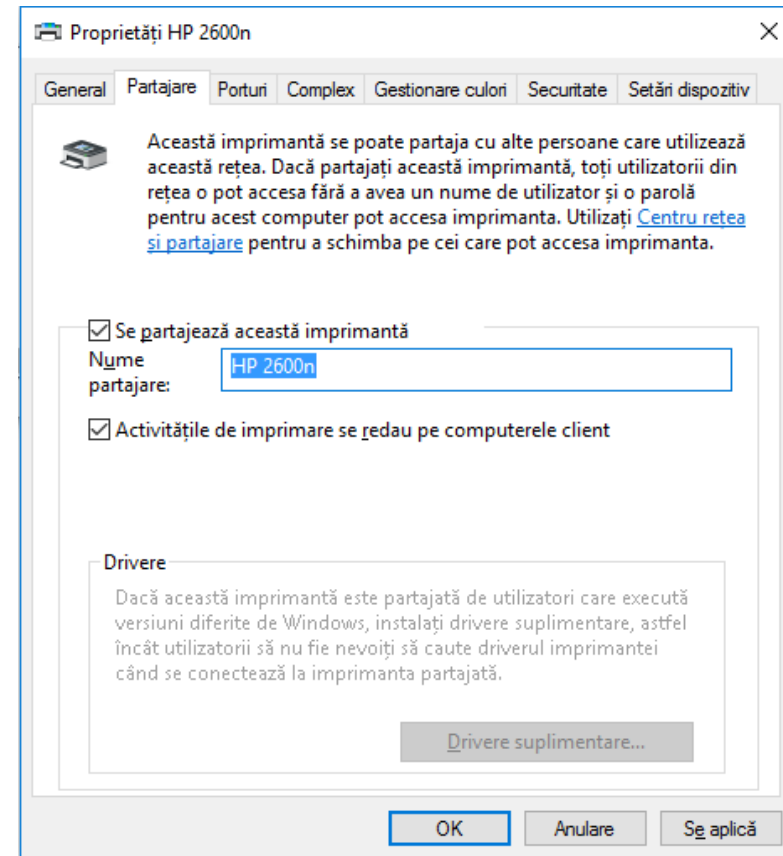 Proprietăți HP 2600n
General Partajare Porturi Complex Gestionare culori Securitate Setări dispozitiv
Această imprimantă se poate partaja cu alte persoane care utilizează
această rețea. Dacă partajați această imprimantă, toți utilizatorii din
rețea o pot accesa fără a avea un nume de utilizator și o parolă
pentru acest computer pot accesa imprimanta. Utilizați Centru rețea
și partajare pentru a schimba pe cei care pot accesa imprimanta.
Se partajează această imprimantă
Nume
partajare:
HP 2600n
Activitățile de imprimare se redau pe computerele client
Drivere
Dacă această imprimantă este partajată de utilizatori care execută
versiuni diferite de Windows, instalați drivere suplimentare, astfel
încât utilizatorii să nu fie nevoiți să caute driverul imprimantei
când se conectează la imprimanta partajată.
Drivere suplimentare...
OK Anulare Se aplică